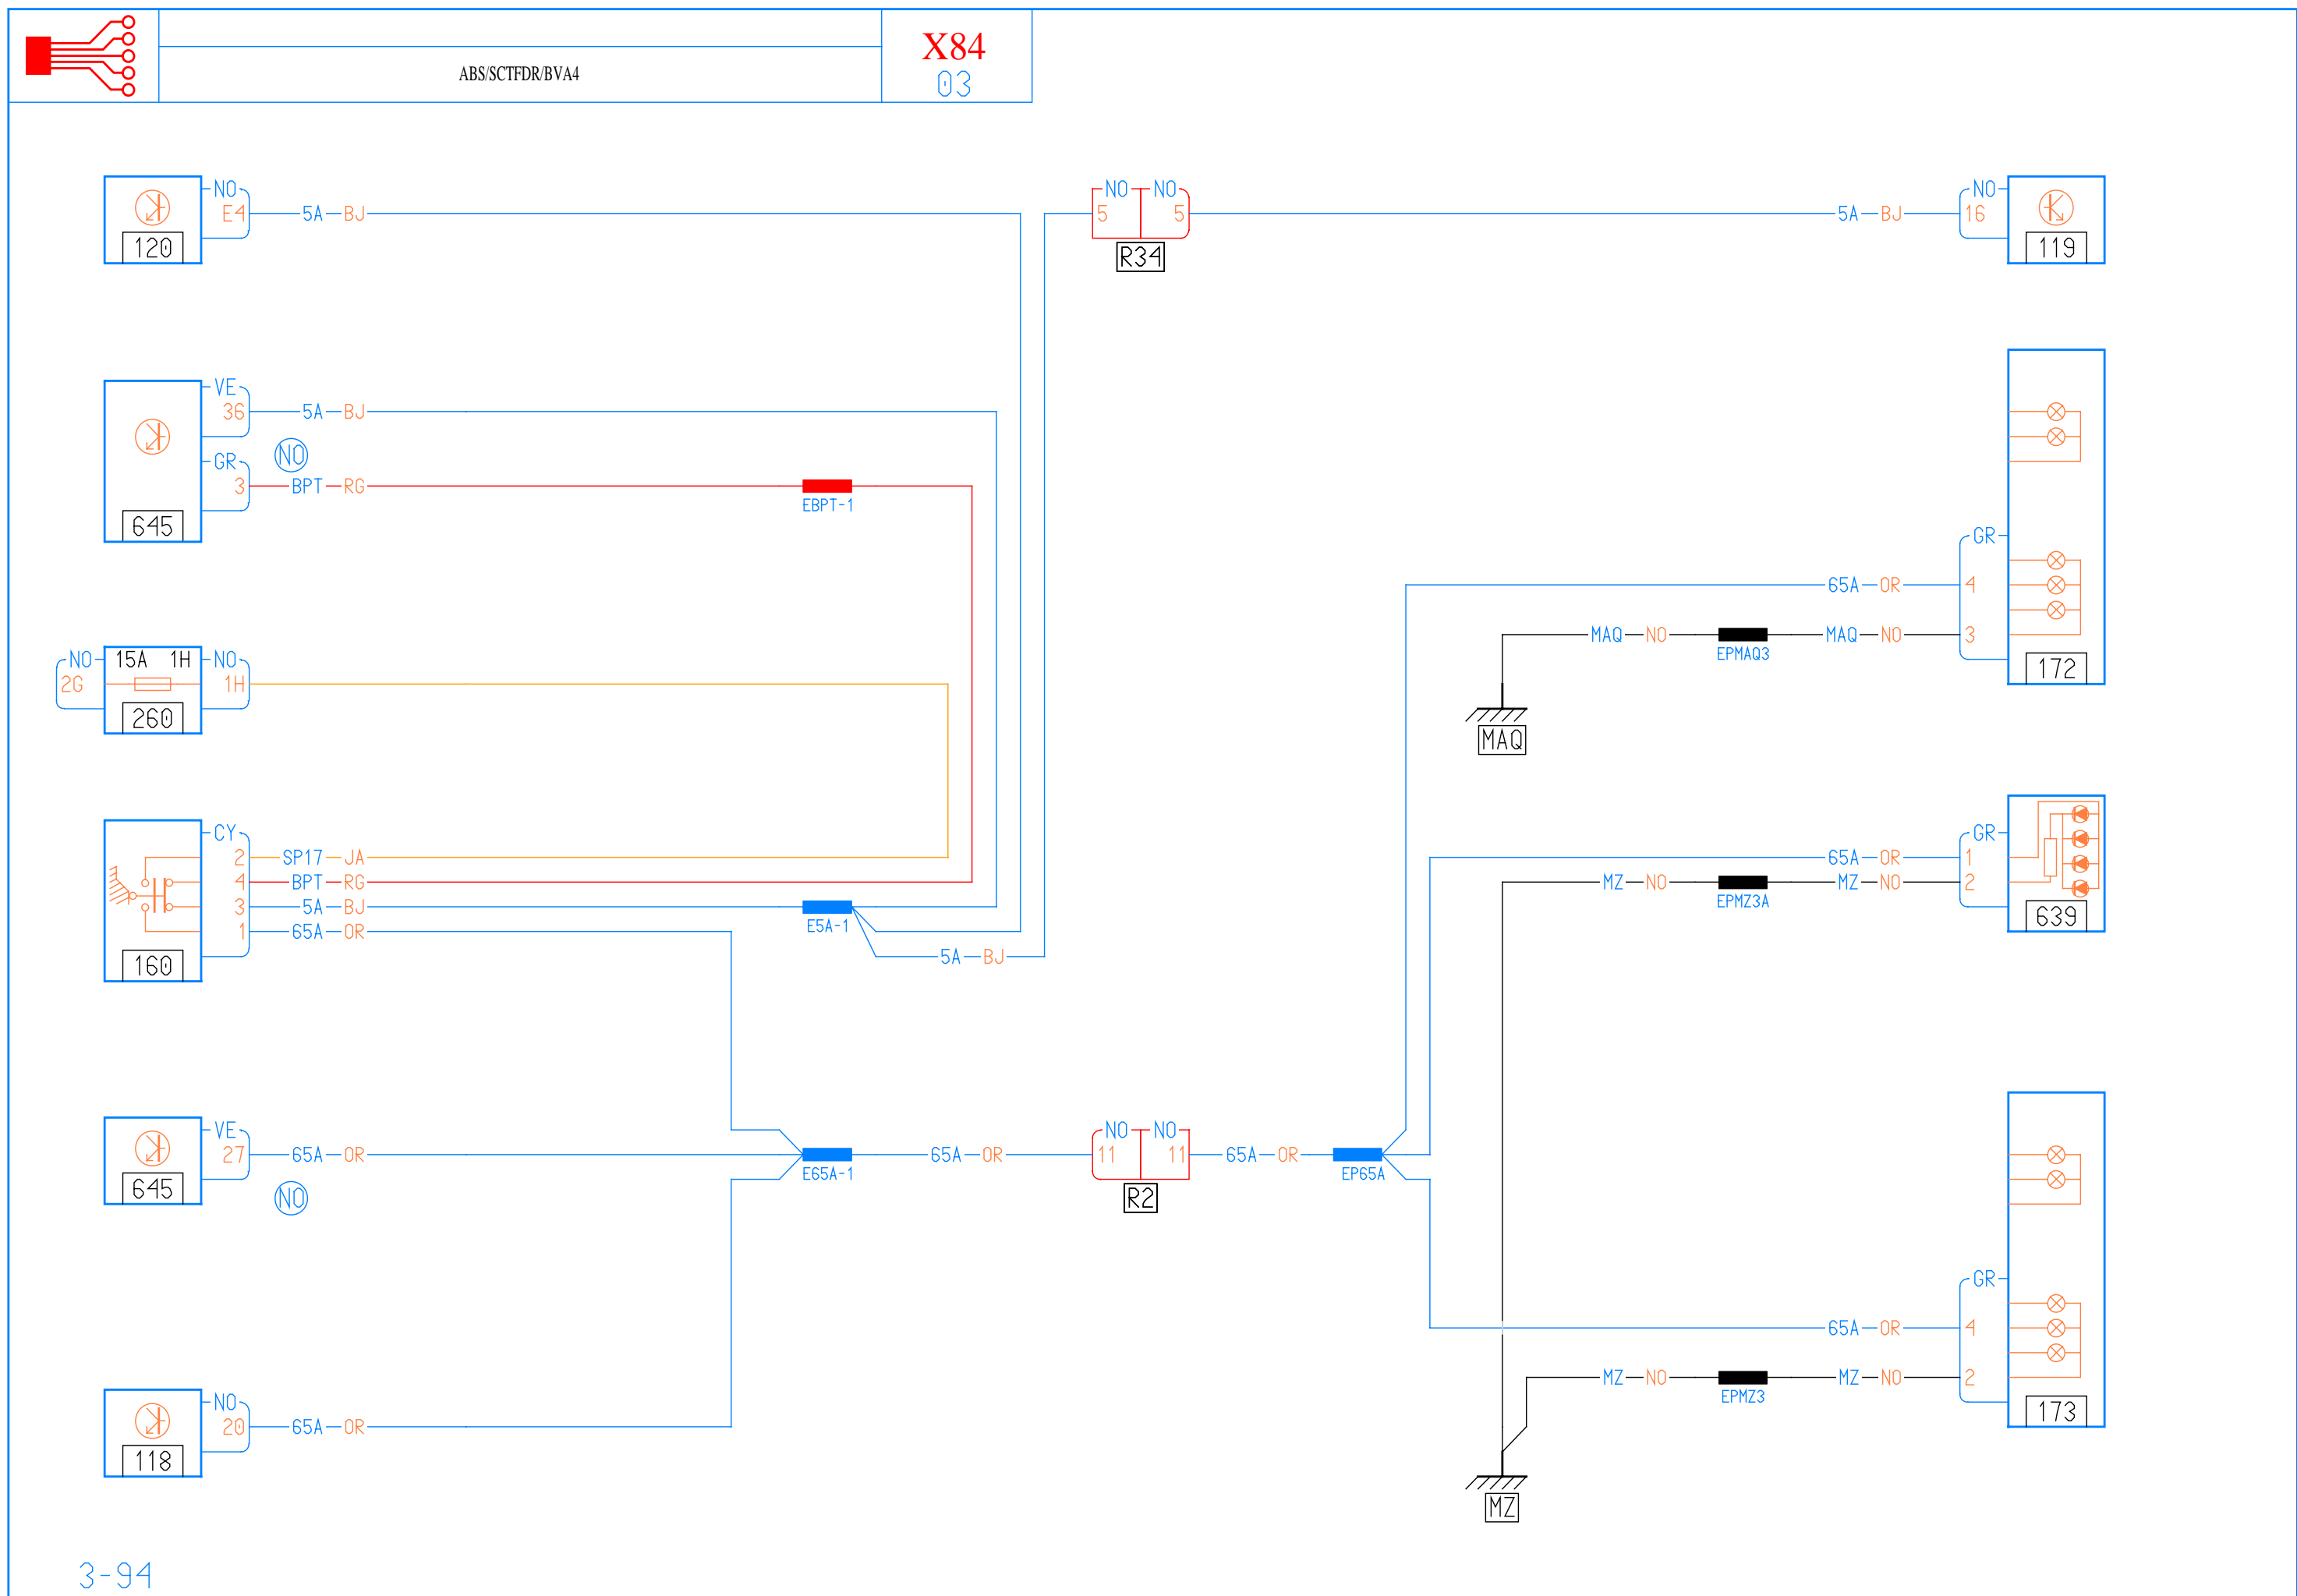 X84
ABS/SCTFDR/BVA4
03
NO
E4
5A
BJ
120
NO NO
5 5
R34
5A
BJ
NO
16
119
VE
36
5A
BJ
NO
GR
3
BPT
RG
645
EBPT-1
NO
2G
15A 1H
NO
1H
260
CY
2
SP17
JA
4
BPT
RG
3
5A
BJ
1
65A
OR
160
E5A-1
5A
BJ
65A
OR
GR
4
MAQ
NO
EPMAQ3
MAQ
NO
3
172
MAQ
65A
OR
GR
1
MZ
NO
EPMZ3A
MZ
NO
2
639
VE
27
65A
OR
645
NO
E65A-1
65A
OR
NO NO
11 11
R2
65A
OR
EP65A
NO
20
65A
OR
118
65A
OR
GR
4
MZ
NO
EPMZ3
MZ
NO
2
173
MZ
3-94